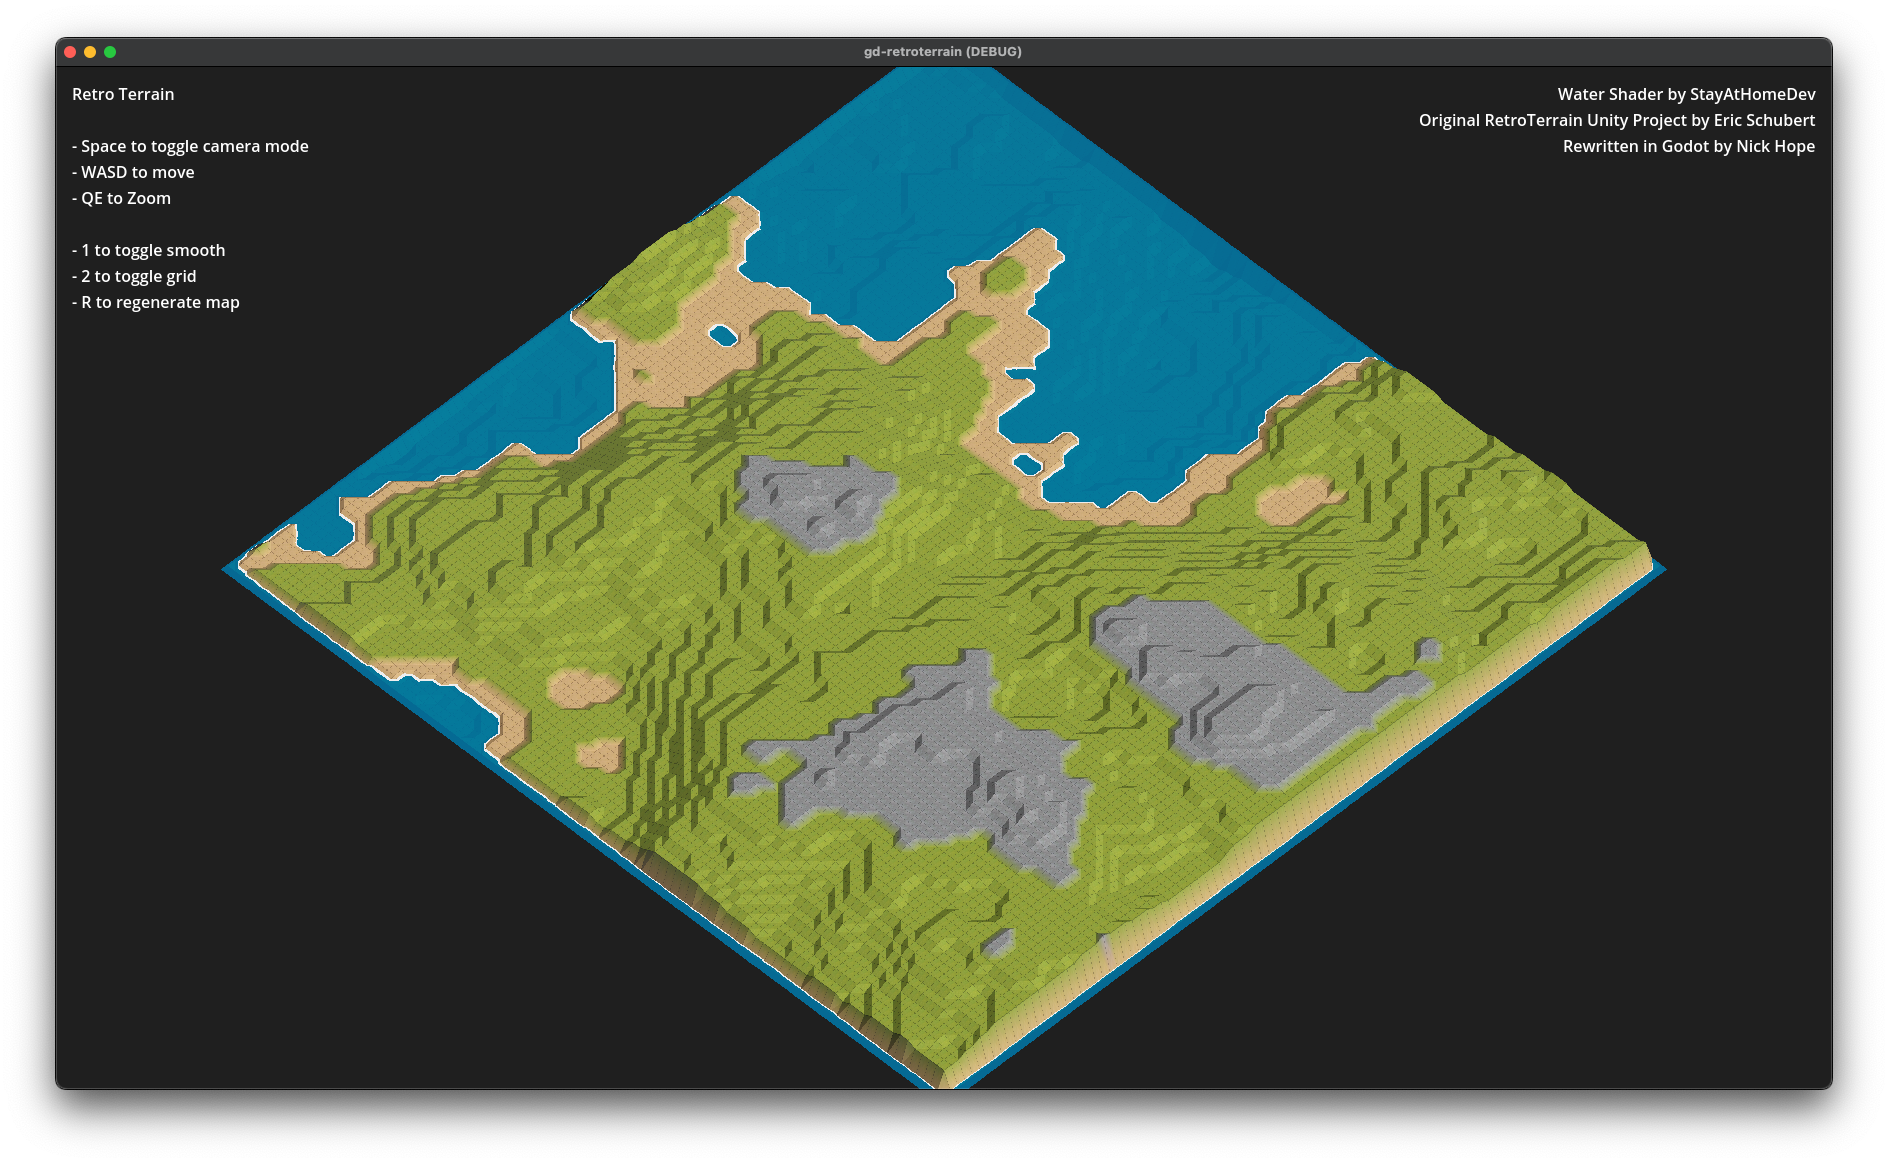 gd-retroterrain (DEBUG)
Retro Terrain
- Space to toggle camera mode
- WASD to move
- QE to Zoom
- 1 to toggle smooth
- 2 to toggle grid
- R to regenerate map
Water Shader by StayAtHomeDev
Original RetroTerrain Unity Project by Eric Schubert
Rewritten in Godot by Nick Hope